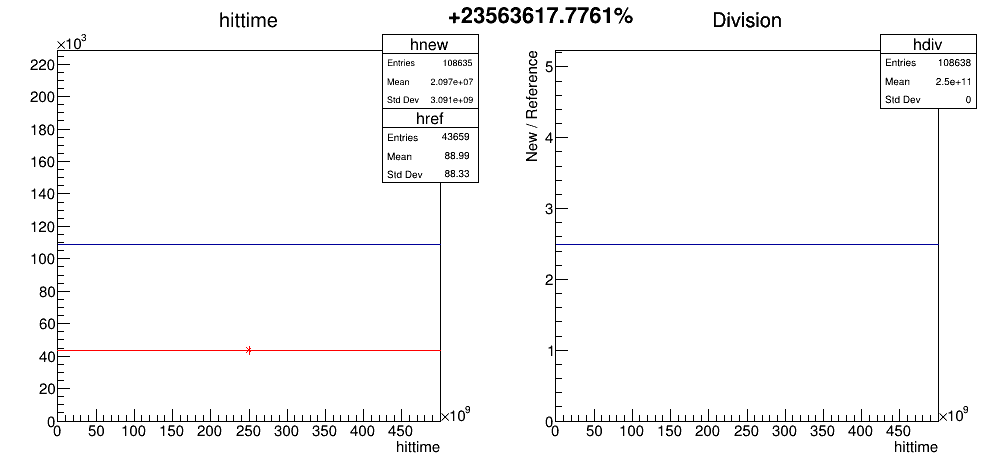 +23563617.7761%
hittime
×10³
220
200
180
160
140
120
100
80
60
40
20
0
0 50 100 150 200 250 300 350 400 450
×10⁹
hittime
hnew
Entries 108635
Mean 2.097e+07
Std Dev 3.091e+09
href
Entries 43659
Mean 88.99
Std Dev 88.33
Division
New / Reference
5
4
3
2
1
0
0 50 100 150 200 250 300 350 400 450
×10⁹
hittime
hdiv
Entries 108638
Mean 2.5e+11
Std Dev 0